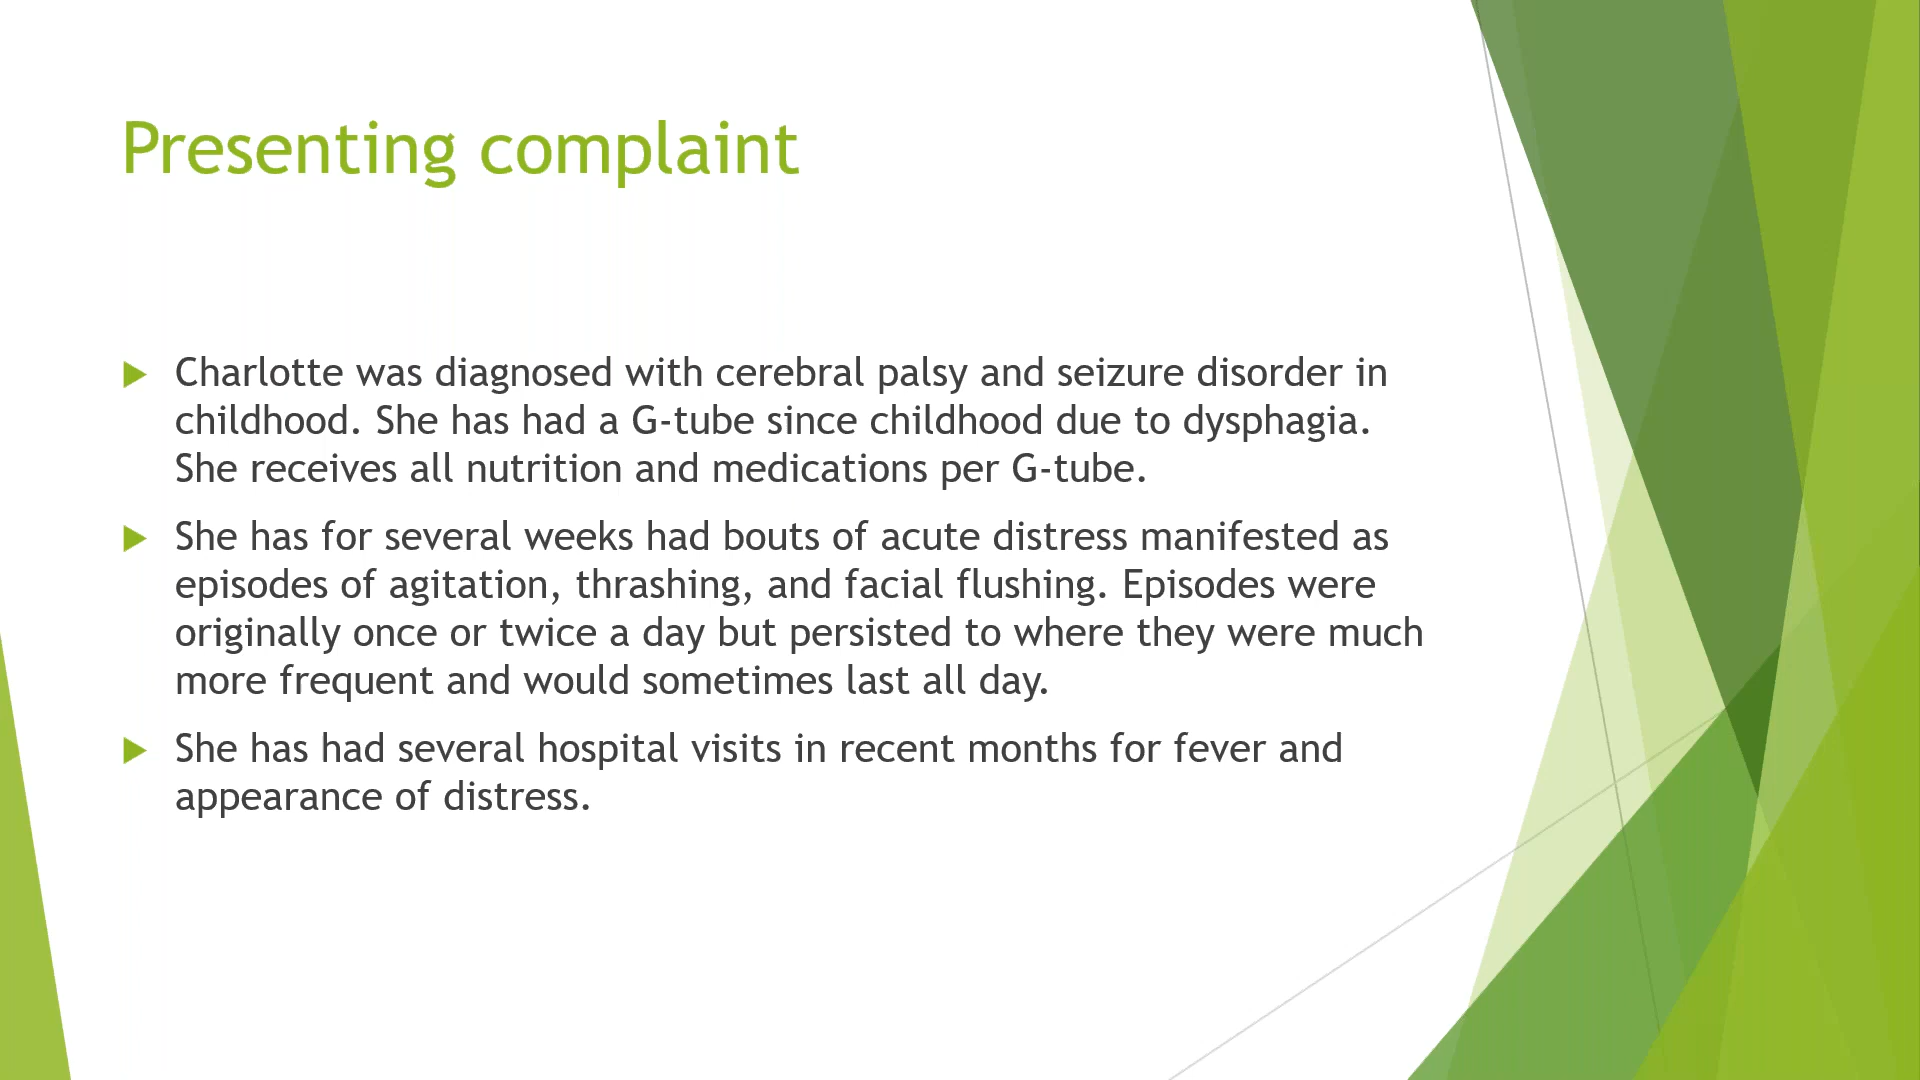 Presenting complaint
Charlotte was diagnosed with cerebral palsy and seizure disorder in
childhood. She has had a G-tube since childhood due to dysphagia.
She receives all nutrition and medications per G-tube.
She has for several weeks had bouts of acute distress manifested as
episodes of agitation, thrashing, and facial flushing. Episodes were
originally once or twice a day but persisted to where they were much
more frequent and would sometimes last all day.
She has had several hospital visits in recent months for fever and
appearance of distress.